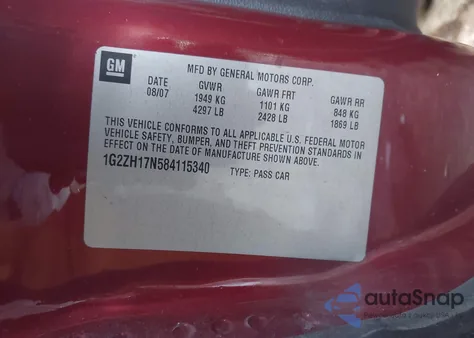 GM
MFD BY GENERAL MOTORS CORP.
DATE GVWR GAWR FRT GAWR RR
08/07 1949 KG 1101 KG 848 KG
4297 LB 2428 LB 1869 LB
THIS VEHICLE CONFORMS TO ALL APPLICABLE U.S. FEDERAL MOTOR
VEHICLE SAFETY, BUMPER, AND THEFT PREVENTION STANDARDS IN
EFFECT ON THE DATE OF MANUFACTURE SHOWN ABOVE.
1G2ZH17N584115340 TYPE: PASS CAR
autoSnap